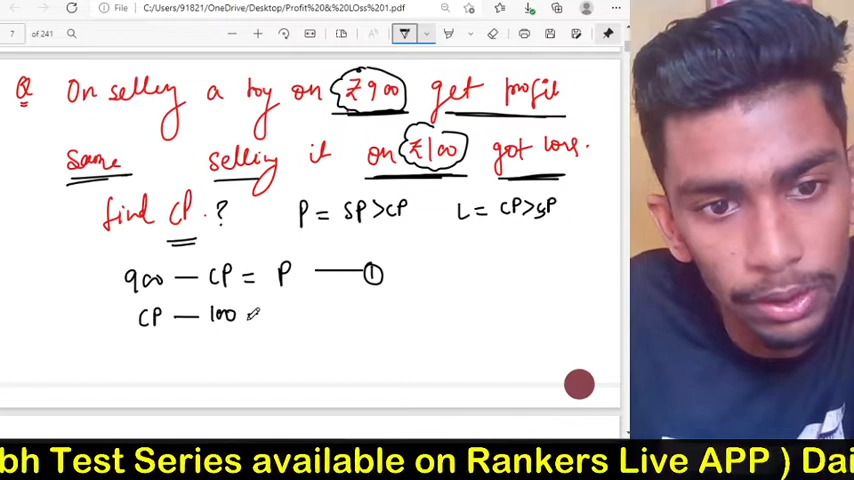 File | C:/Users/91821/OneDrive/Desktop/Profit%20&%20LOss%201.pdf
7 of 241
Q On selling a toy on ₹900 get profit
same selling it on ₹100 got loss.
find CP. ? P = SP>CP L = CP>SP
900 — CP = P —①
CP — 100
bh Test Series available on Rankers Live APP ) Dai